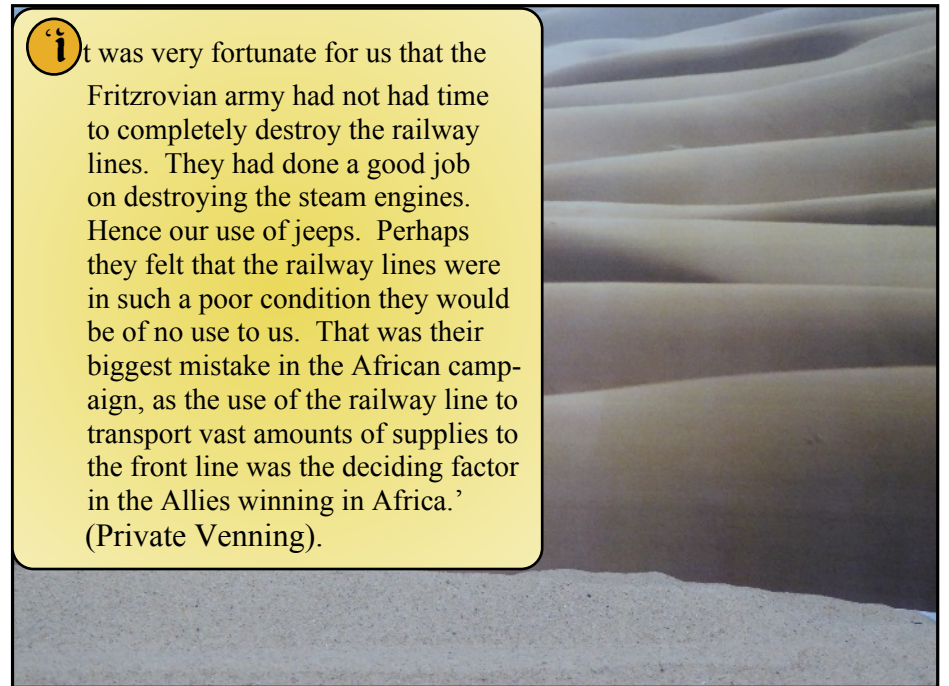 ‘it was very fortunate for us that the
Fritzrovian army had not had time
to completely destroy the railway
lines.  They had done a good job
on destroying the steam engines.
Hence our use of jeeps.  Perhaps
they felt that the railway lines were
in such a poor condition they would
be of no use to us.  That was their
biggest mistake in the African camp-
aign, as the use of the railway line to
transport vast amounts of supplies to
the front line was the deciding factor
in the Allies winning in Africa.’
(Private Venning).